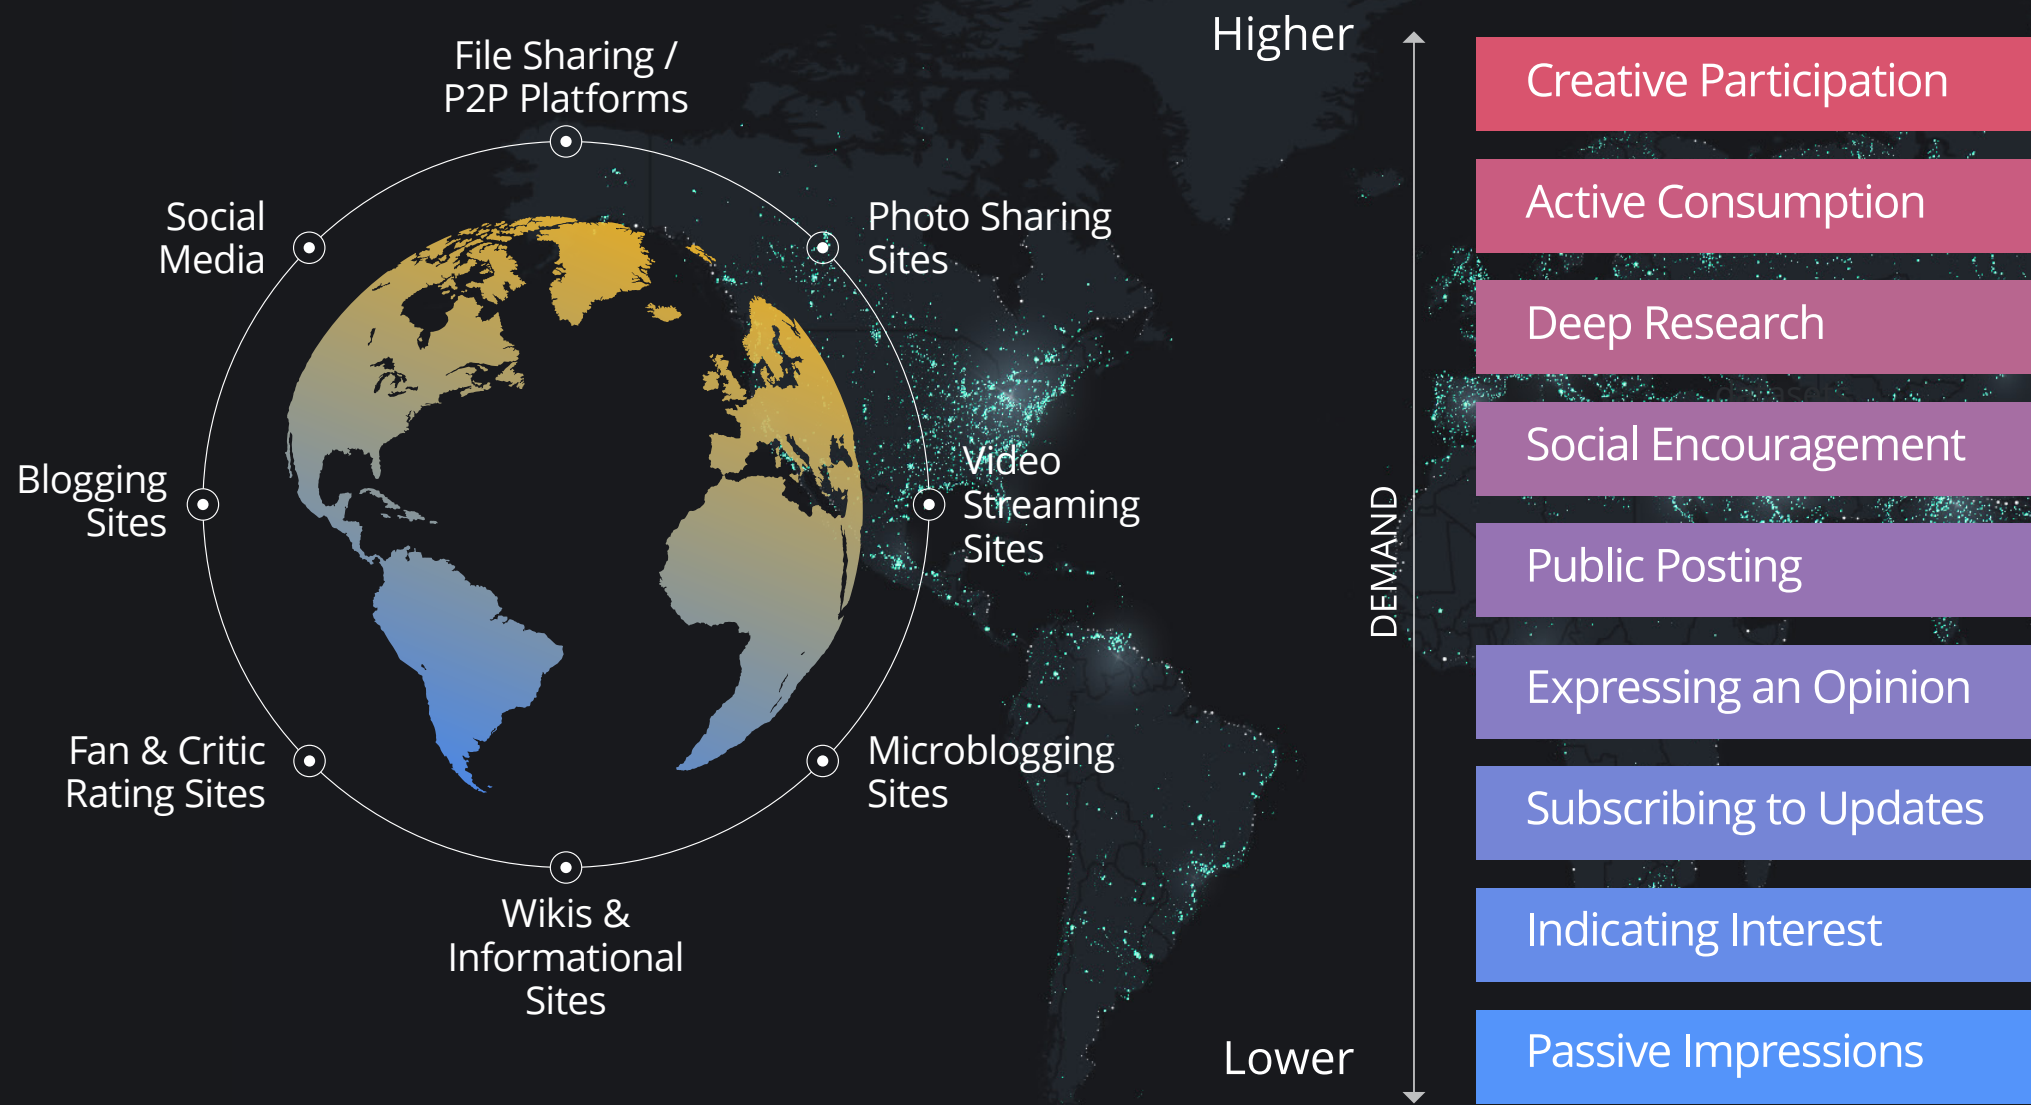 File Sharing /
P2P Platforms
Social
Media
Photo Sharing
Sites
Blogging
Sites
Video
Streaming
Sites
Fan & Critic
Rating Sites
Microblogging
Sites
Wikis &
Informational
Sites
Higher
DEMAND
Lower
Creative Participation
Active Consumption
Deep Research
Social Encouragement
Public Posting
Expressing an Opinion
Subscribing to Updates
Indicating Interest
Passive Impressions